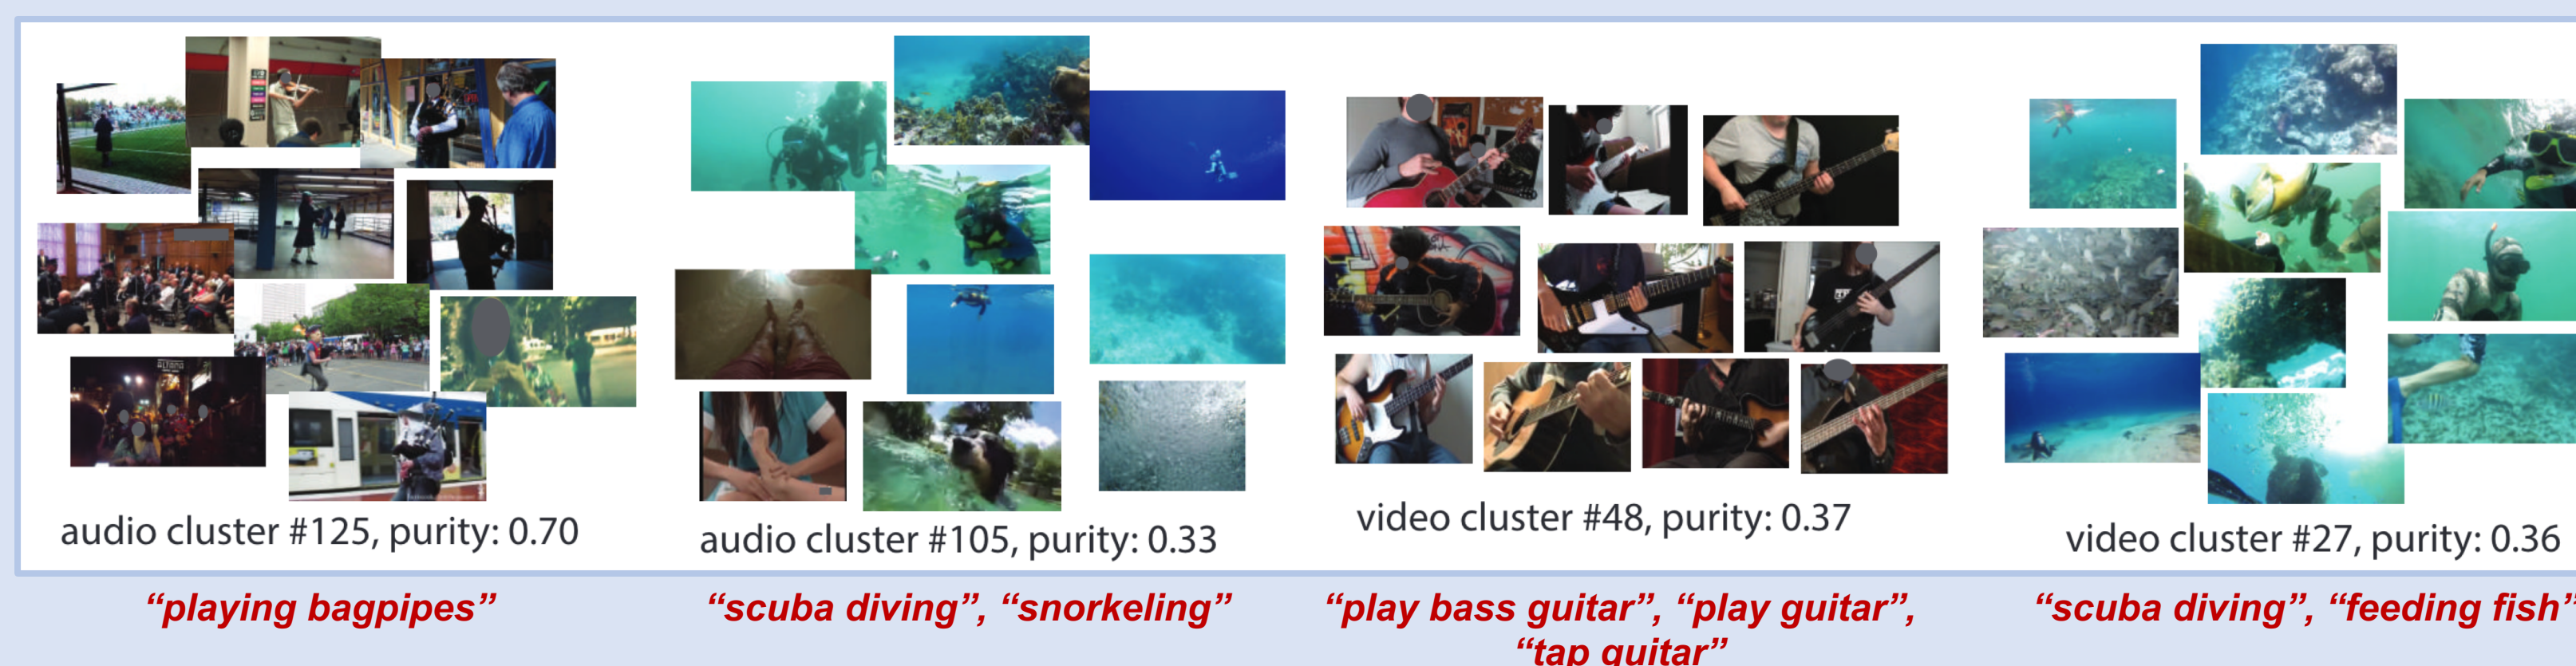 audio cluster #125, purity: 0.70
audio cluster #105, purity: 0.33
video cluster #48, purity: 0.37
video cluster #27, purity: 0.36
“playing bagpipes”
“scuba diving”, “snorkeling”
“play bass guitar”, “play guitar”,
“tap guitar”
“scuba diving”, “feeding fish”